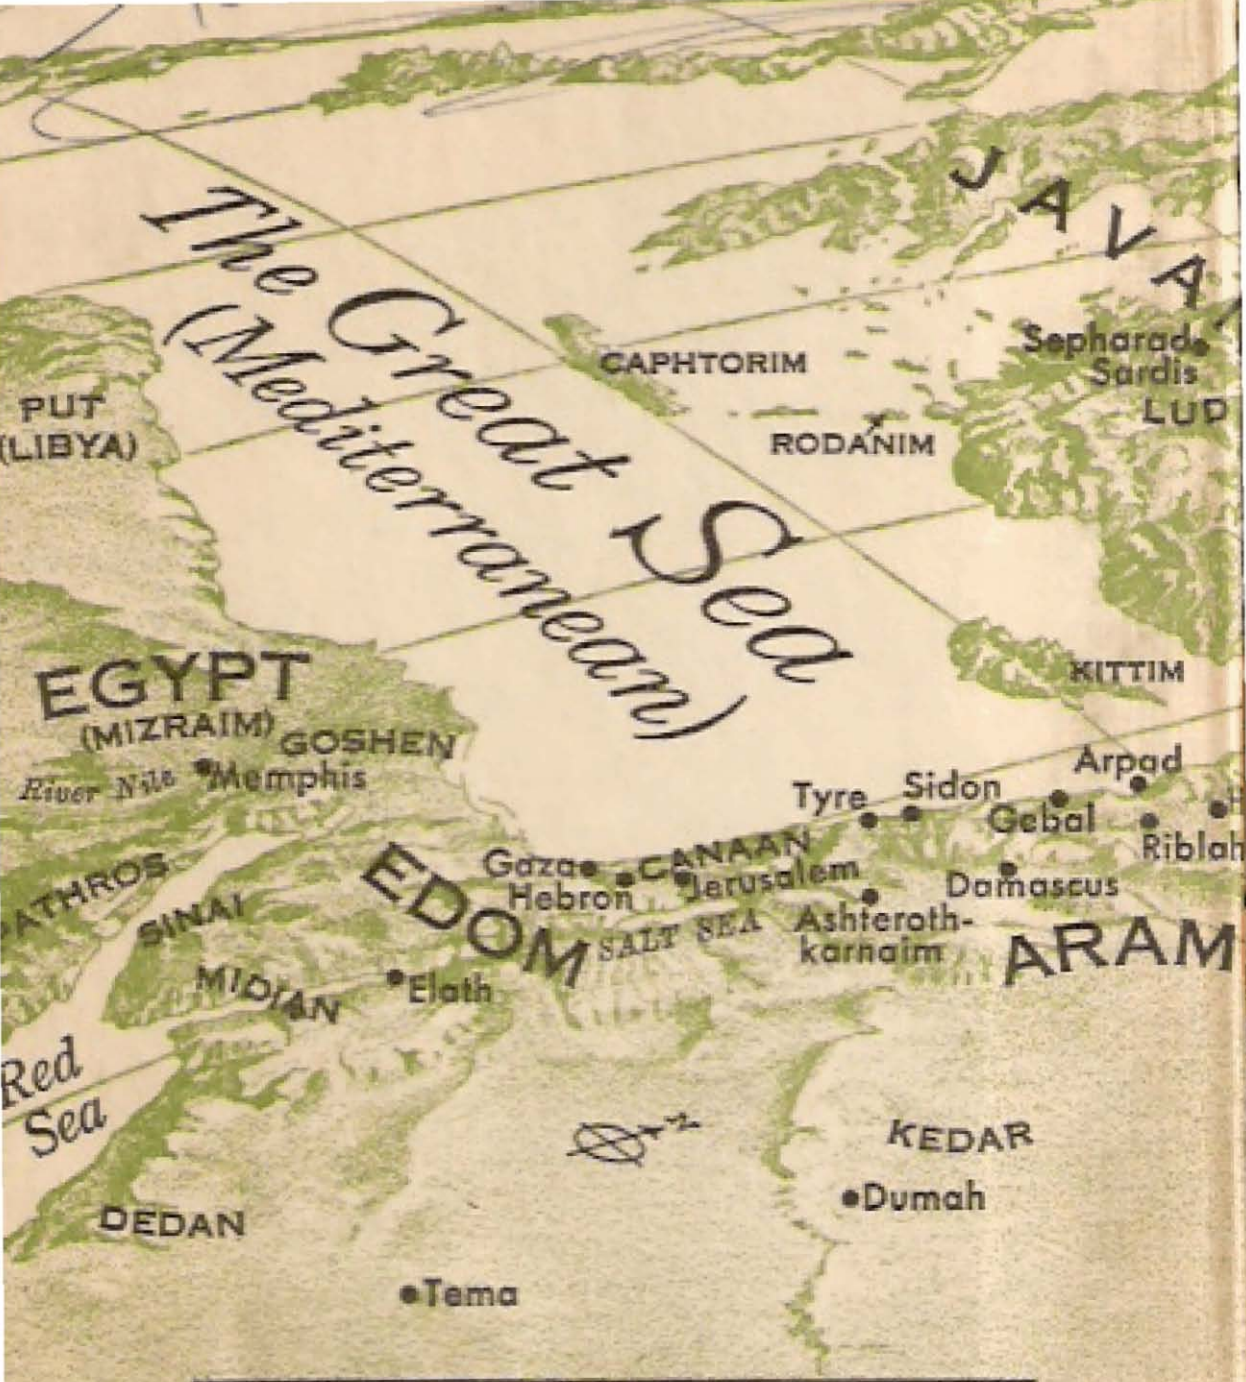 JAVA
The Great Sea
(Mediterranean)
Sepharad
Sardis
LUD
CAPHTORIM
RODANIM
PUT
(LIBYA)
KITTIM
EGYPT
(MIZRAIM)
GOSHEN
River Nile
Memphis
Arpad
Sidon
Tyre
Gebal
Riblah
CANAAN
Gaza
Hebron
Jerusalem
Damascus
Ashteroth-
karnaim
SALT SEA
ARAM
EDOM
PATHROS
SINAI
MIDIAN
Elath
Red
Sea
N
KEDAR
Dumah
DEDAN
Tema